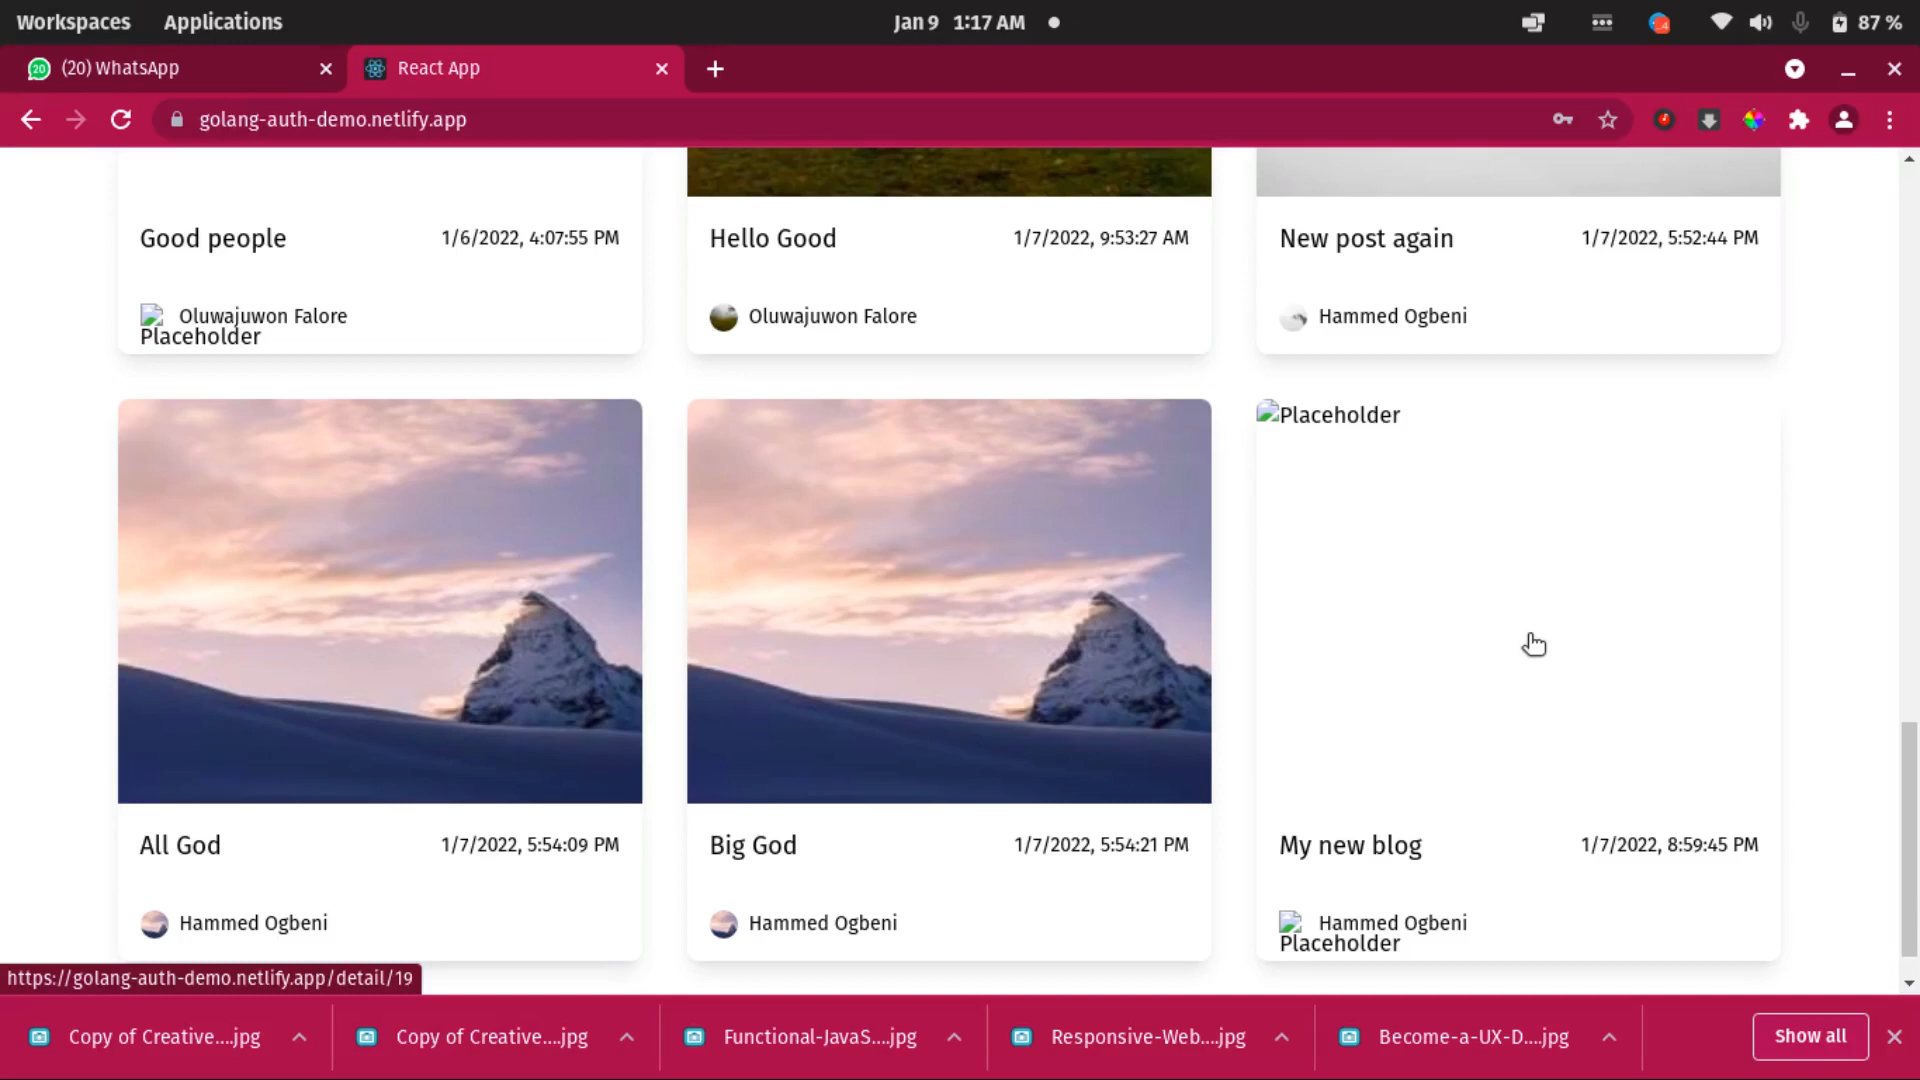 Workspaces Applications Jan 9 1:17 AM 87 %
20 (20) WhatsApp React App
golang-auth-demo.netlify.app
Good people 1/6/2022, 4:07:55 PM
Hello Good 1/7/2022, 9:53:27 AM
New post again 1/7/2022, 5:52:44 PM
Placeholder Oluwajuwon Falore
Oluwajuwon Falore
Hammed Ogbeni
Placeholder
All God 1/7/2022, 5:54:09 PM
Big God 1/7/2022, 5:54:21 PM
My new blog 1/7/2022, 8:59:45 PM
Hammed Ogbeni
Hammed Ogbeni
Placeholder Hammed Ogbeni
https://golang-auth-demo.netlify.app/detail/19
Copy of Creative....jpg Copy of Creative....jpg Functional-JavaS....jpg Responsive-Web....jpg Become-a-UX-D....jpg Show all